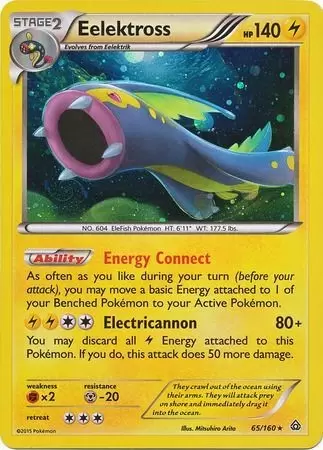 STAGE2
Eelektross
HP140
Evolves from Eelektrik
NO. 604 EleFish Pokémon HT: 6'11" WT: 177.5 lbs.
Ability Energy Connect
As often as you like during your turn (before your
attack), you may move a basic Energy attached to 1 of
your Benched Pokémon to your Active Pokémon.
Electricannon 80+
You may discard all Energy attached to this
Pokémon. If you do, this attack does 50 more damage.
weakness resistance
×2 -20
retreat
They crawl out of the ocean using
their arms. They will attack prey
on shore and immediately drag it
into the ocean.
©2015 Pokémon Illus. Mitsuhiro Arita 65/160 ★